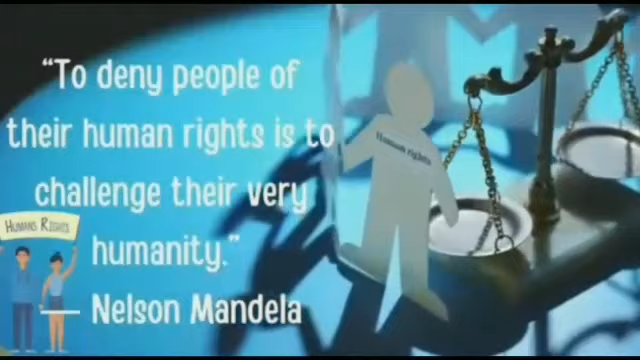 “To deny people of
their human rights is to
challenge their very
humanity.”
— Nelson Mandela
HUMANS RIGHTS
Human rights